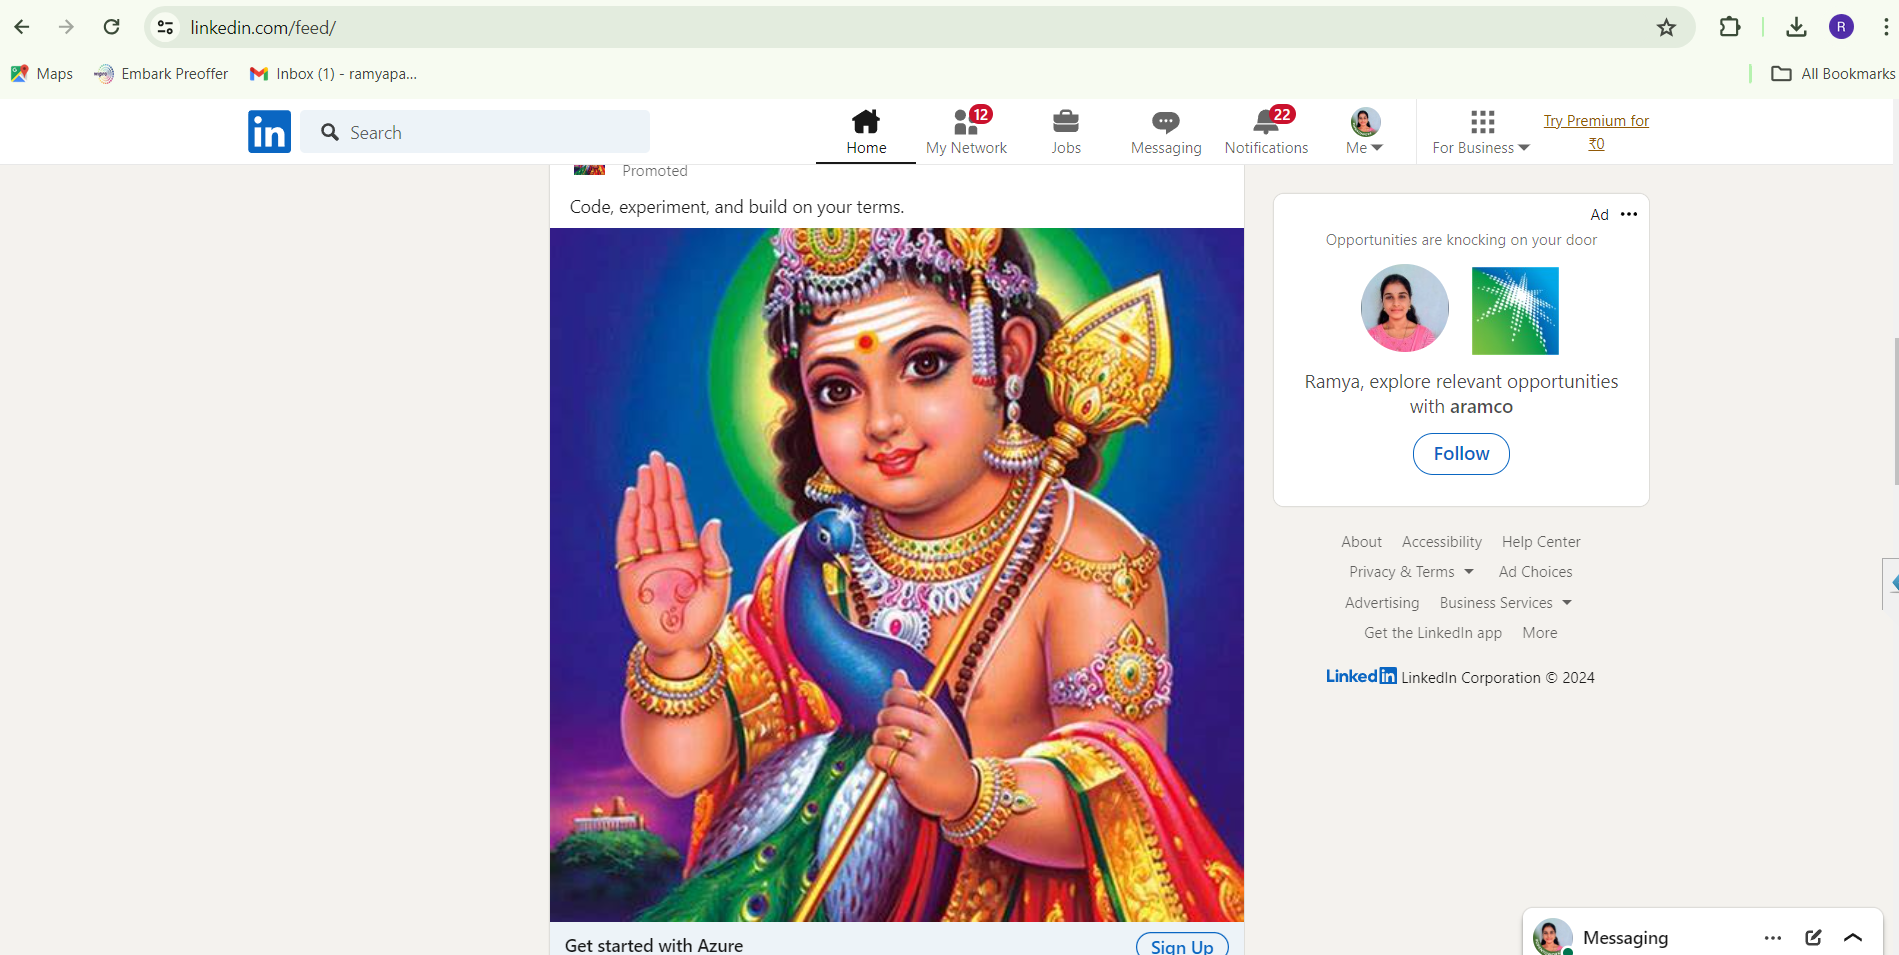 linkedin.com/feed/
R
Maps
Embark Preoffer
Inbox (1) - ramyapa...
All Bookmarks
in
Search
Home
12
My Network
Jobs
Messaging
22
Notifications
Me
For Business
Try Premium for
₹0
Promoted
Code, experiment, and build on your terms.
Get started with Azure
Sign Up
Ad
Opportunities are knocking on your door
Ramya, explore relevant opportunities
with aramco
Follow
About Accessibility Help Center
Privacy & Terms Ad Choices
Advertising Business Services
Get the LinkedIn app More
LinkedIn LinkedIn Corporation © 2024
Messaging